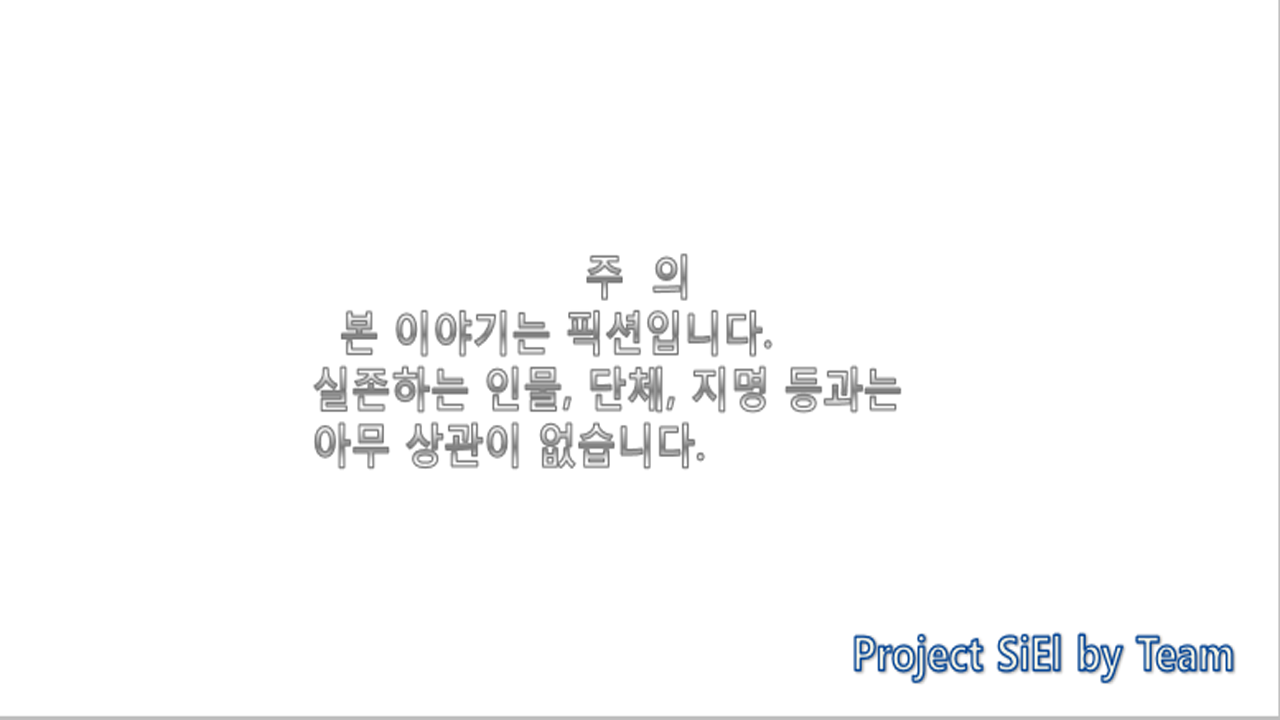 주 의
본 이야기는 픽션입니다.
실존하는 인물, 단체, 지명 등과는
아무 상관이 없습니다.
Project SiEl by Team